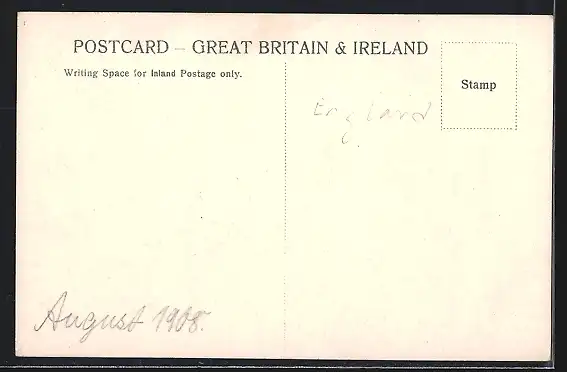 POSTCARD – GREAT BRITAIN & IRELAND
Writing Space for Inland Postage only.
Stamp
England
August 1908.